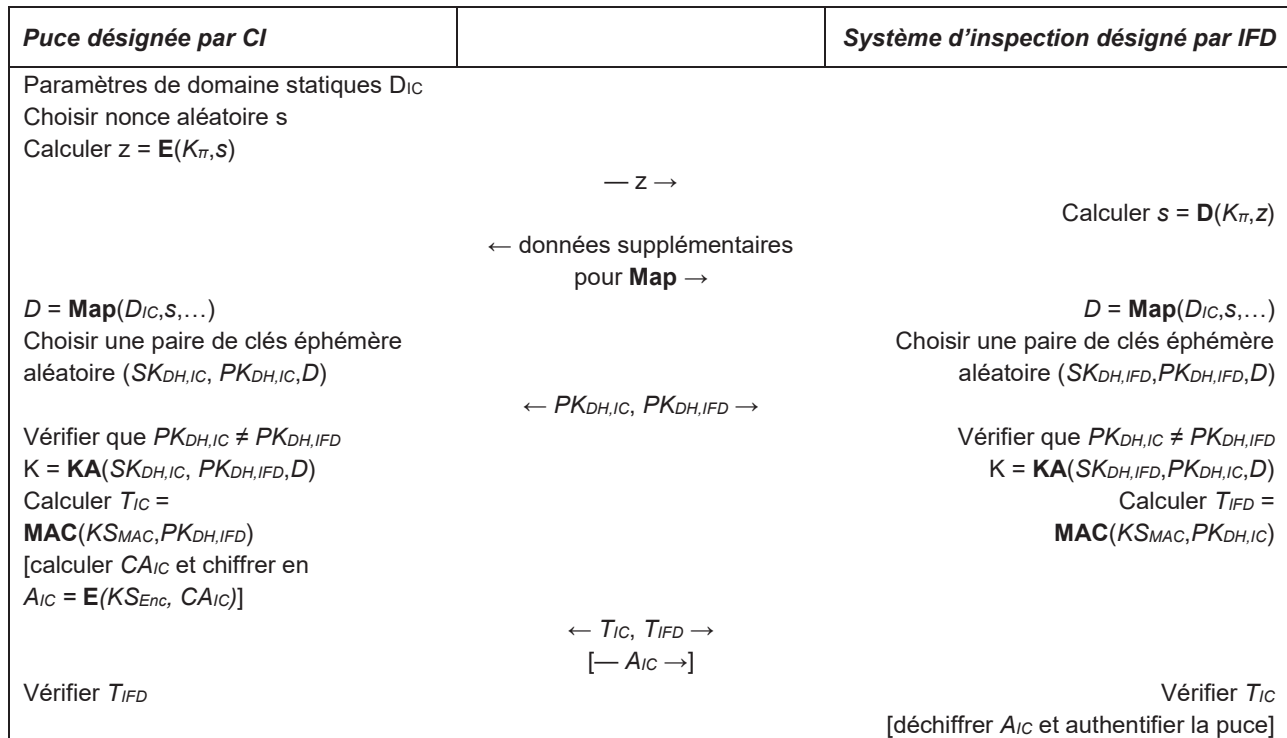 Puce désignée par CI Système d’inspection désigné par IFD
Paramètres de domaine statiques DIC
Choisir nonce aléatoire s
Calculer z = E(Kπ,s)
— z →
Calculer s = D(Kπ,z)
← données supplémentaires
pour Map →
D = Map(DIC,s,…) D = Map(DIC,s,…)
Choisir une paire de clés éphémère Choisir une paire de clés éphémère
aléatoire (SKDH,IC, PKDH,IC,D) aléatoire (SKDH,IFD,PKDH,IFD,D)
← PKDH,IC, PKDH,IFD →
Vérifier que PKDH,IC ≠ PKDH,IFD Vérifier que PKDH,IC ≠ PKDH,IFD
K = KA(SKDH,IC, PKDH,IFD,D) K = KA(SKDH,IFD,PKDH,IC,D)
Calculer TIC = Calculer TIFD =
MAC(KSMAC,PKDH,IFD) MAC(KSMAC,PKDH,IC)
[calculer CAIC et chiffrer en
AIC = E(KSEnc, CAIC)]
← TIC, TIFD →
[— AIC →]
Vérifier TIFD Vérifier TIC
[déchiffrer AIC et authentifier la puce]